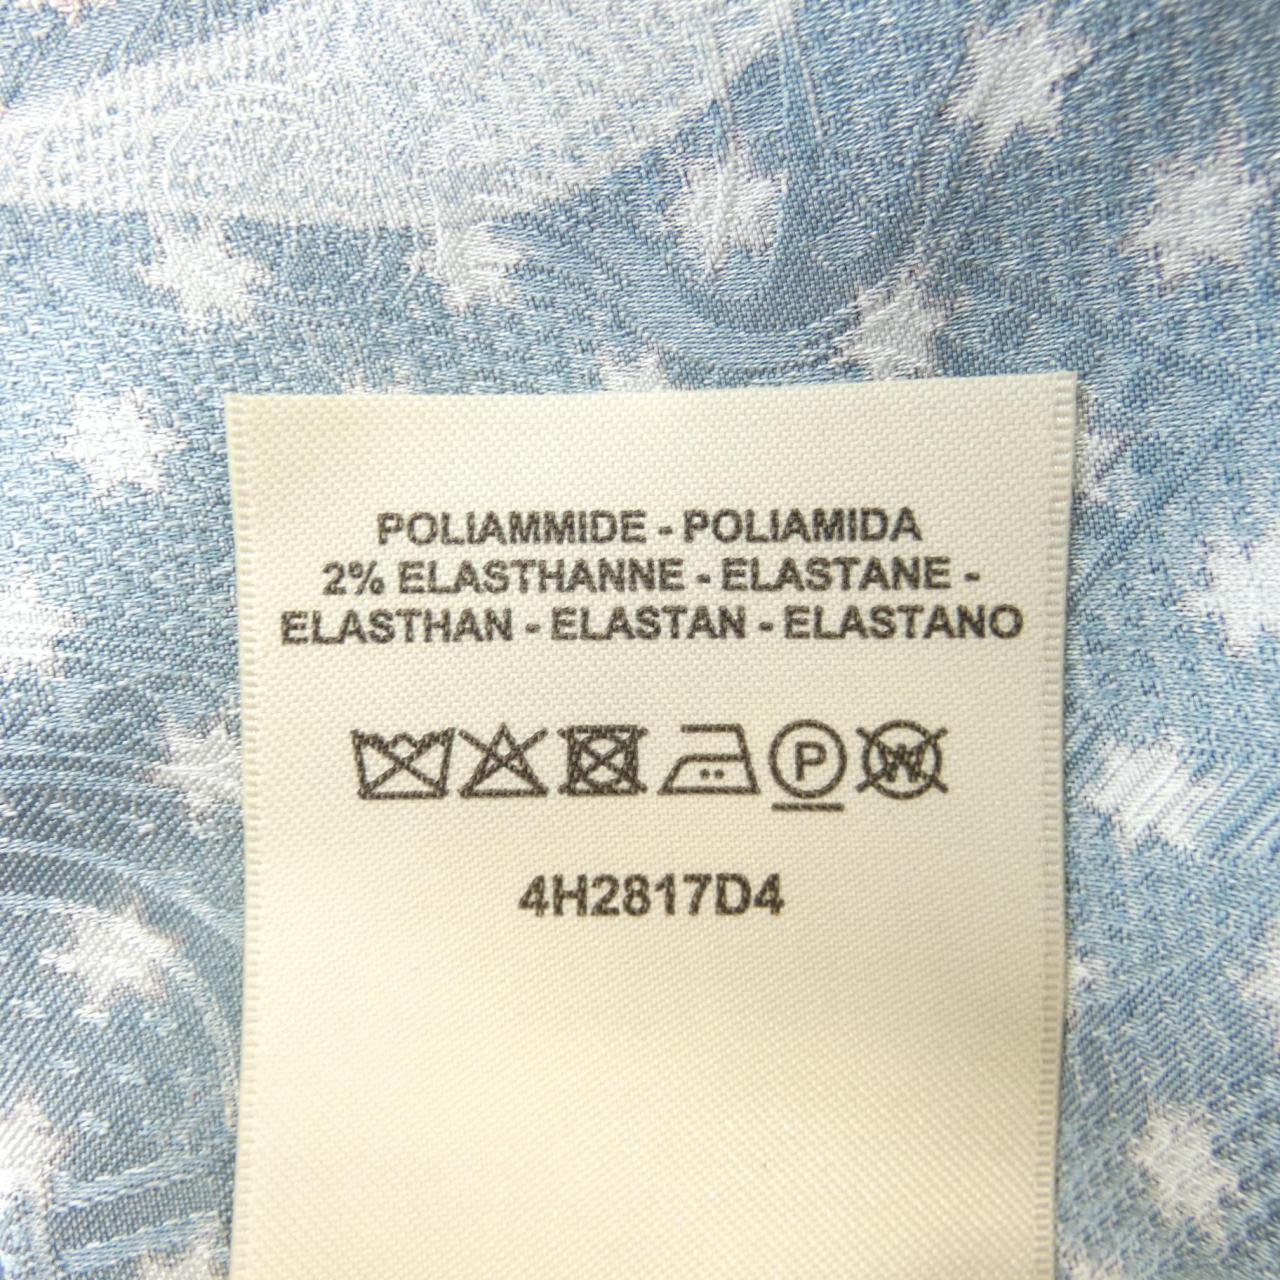 POLIAMMIDE - POLIAMIDA
2% ELASTHANNE - ELASTANE -
ELASTHAN - ELASTAN - ELASTANO
P W
4H2817D4